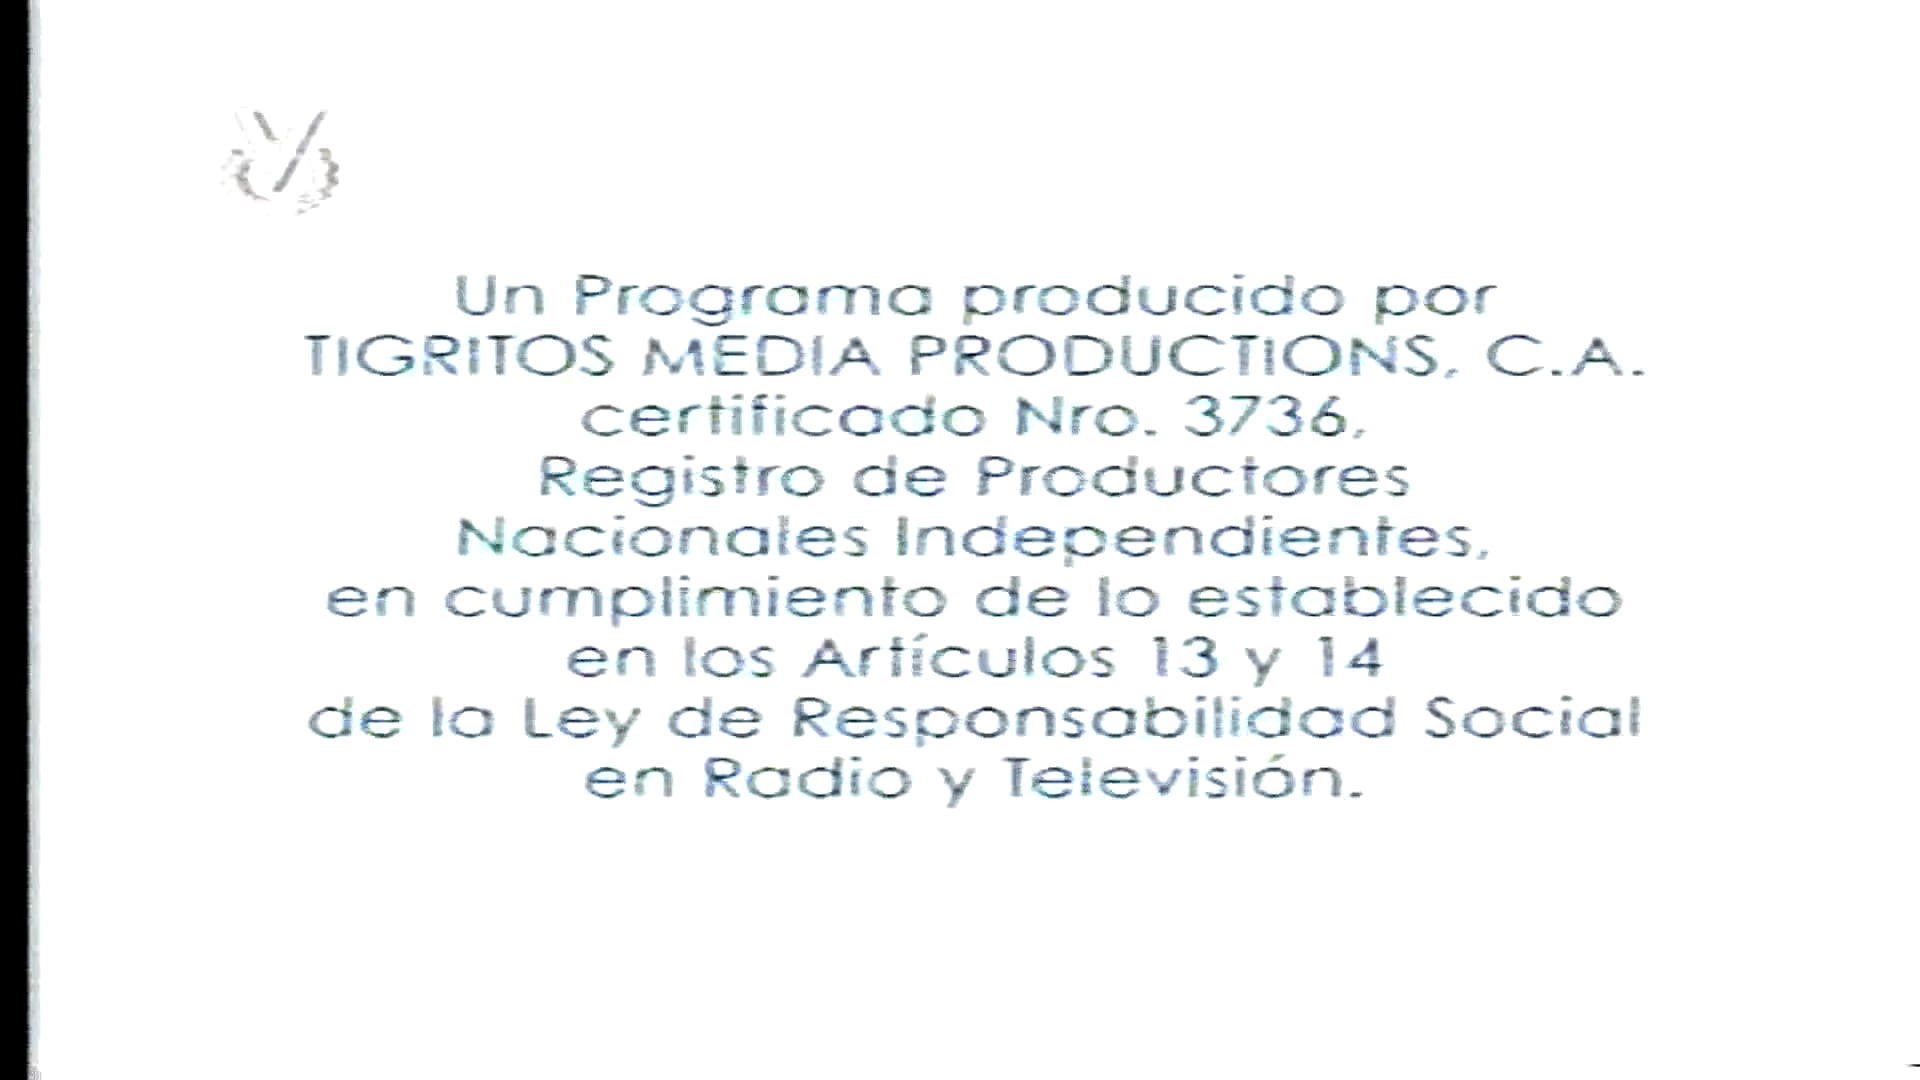 Un Programa producido por
TIGRITOS MEDIA PRODUCTIONS, C.A.
certificado Nro. 3736,
Registro de Productores
Nacionales Independientes,
en cumplimiento de lo establecido
en los Artículos 13 y 14
de la Ley de Responsabilidad Social
en Radio y Televisión.